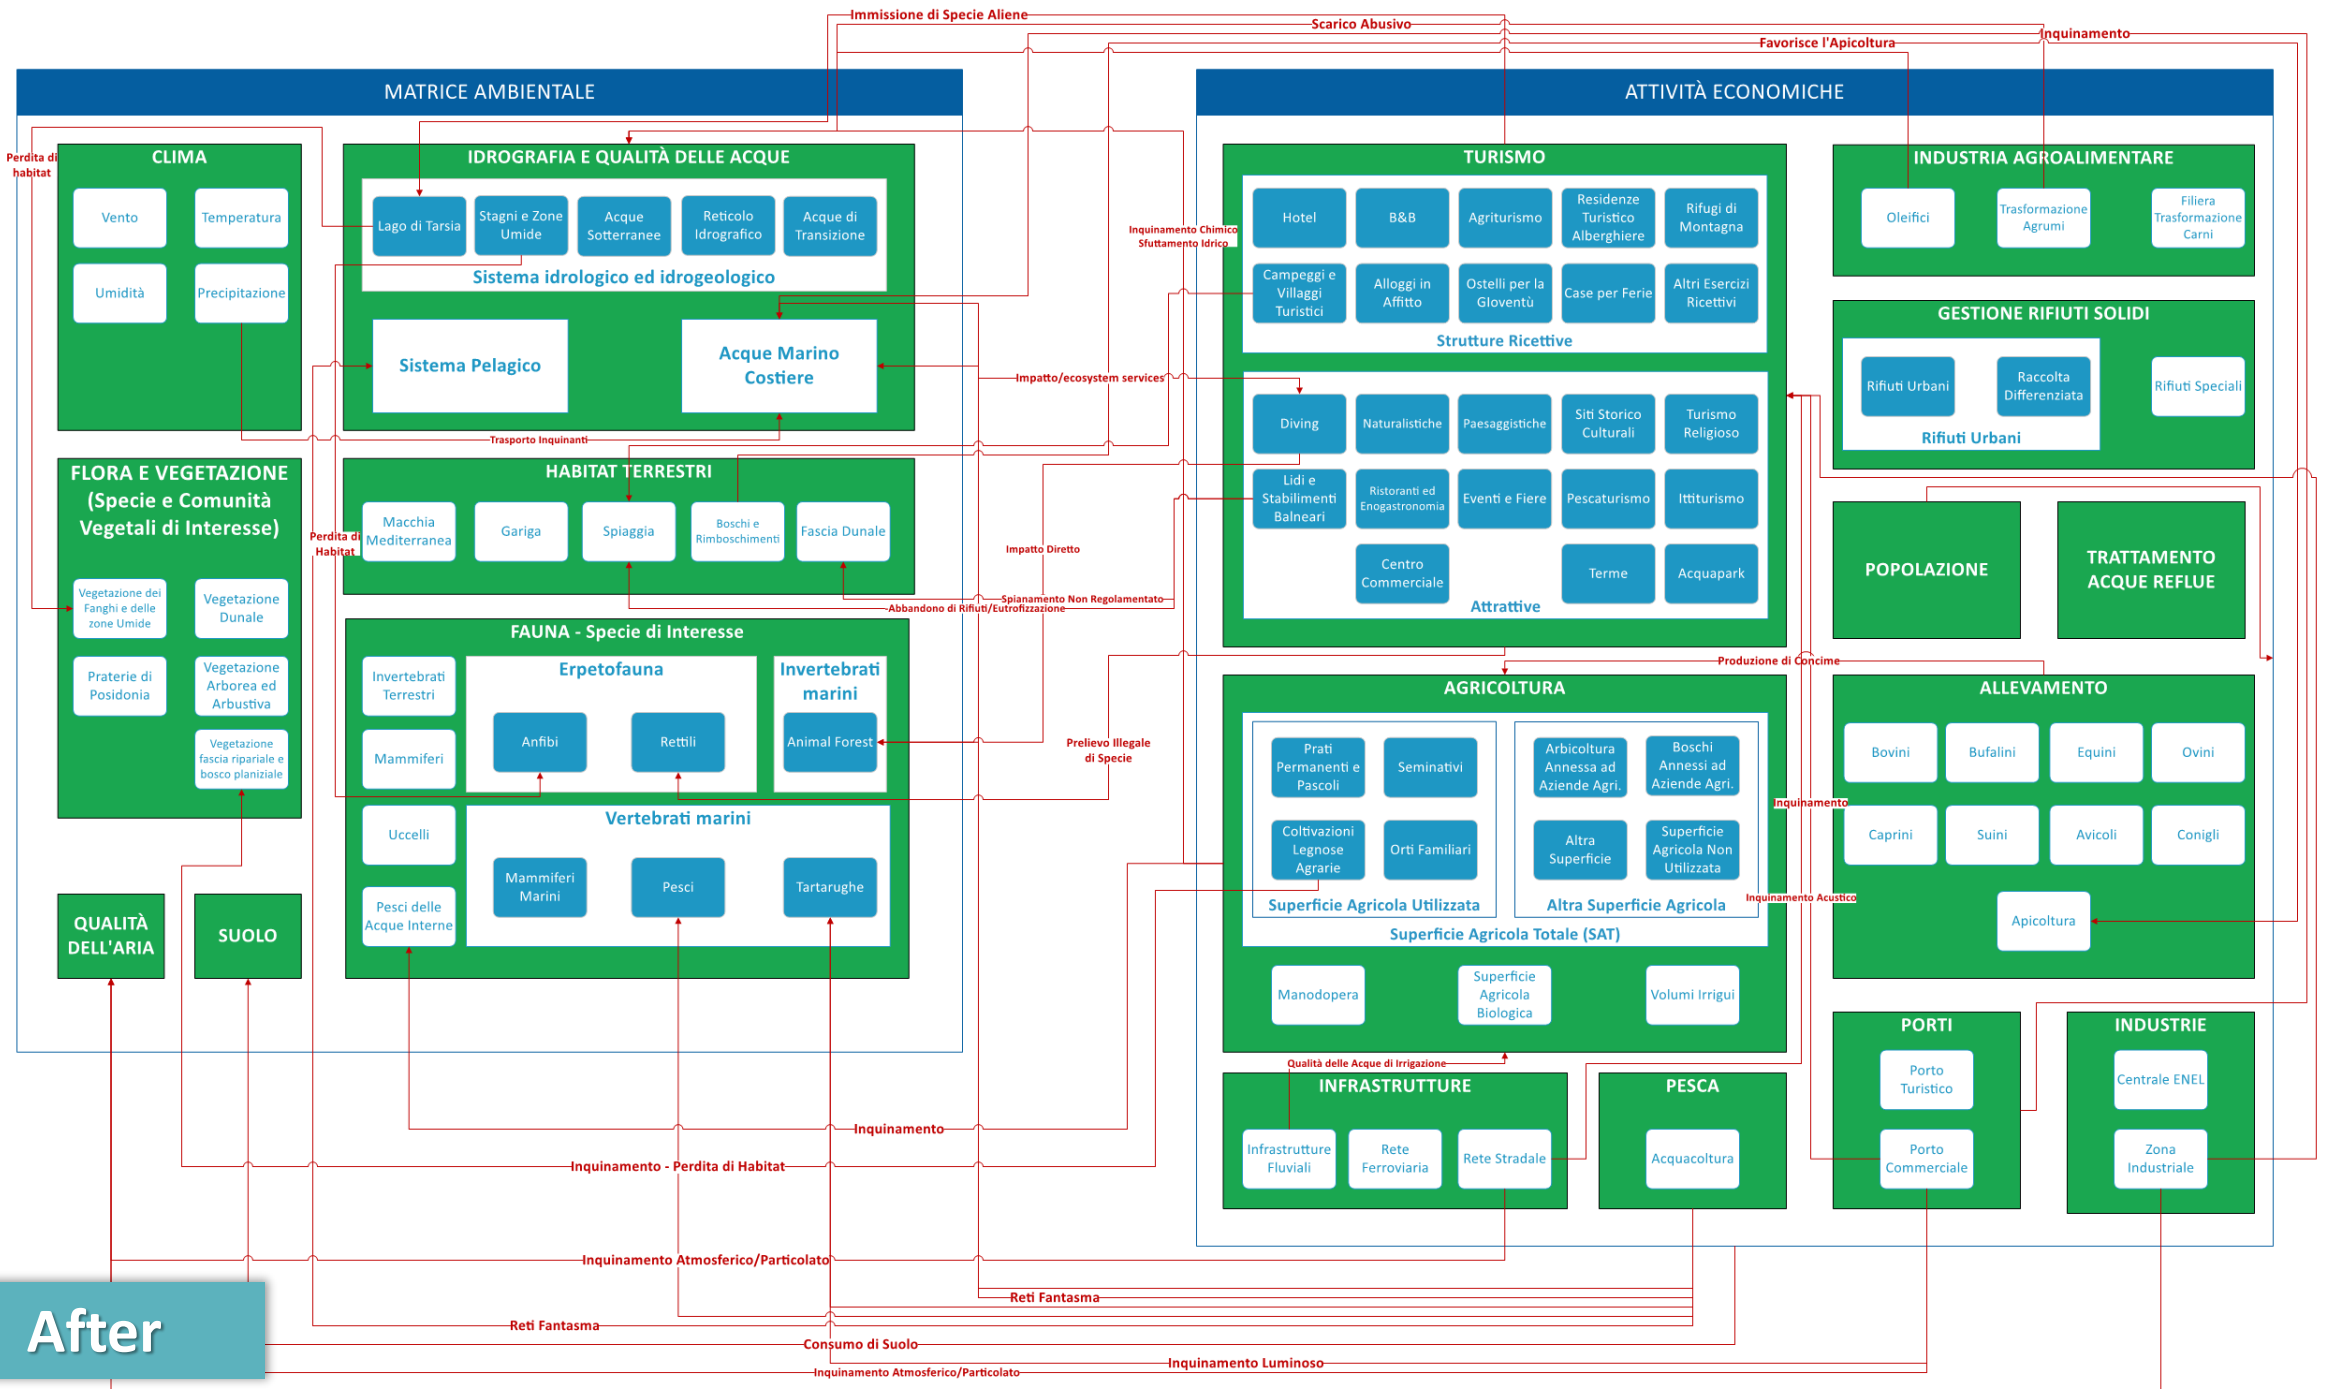 Immissione di Specie Aliene
Scarico Abusivo
Inquinamento
Favorisce l'Apicoltura
MATRICE AMBIENTALE
Perdita di
habitat
CLIMA
Vento
Temperatura
Umidità
Precipitazione
IDROGRAFIA E QUALITÀ DELLE ACQUE
Lago di Tarsia
Stagni e Zone
Umide
Acque
Sotterranee
Reticolo
Idrografico
Acque di
Transizione
Sistema idrologico ed idrogeologico
Sistema Pelagico
Acque Marino
Costiere
Trasporto Inquinanti
FLORA E VEGETAZIONE
(Specie e Comunità
Vegetali di Interesse)
Vegetazione dei
Fanghi e delle
zone Umide
Vegetazione
Dunale
Praterie di
Posidonia
Vegetazione
Arborea ed
Arbustiva
Vegetazione
fascia ripariale e
bosco planiziale
HABITAT TERRESTRI
Macchia
Mediterranea
Gariga
Spiaggia
Boschi e
Rimboschimenti
Fascia Dunale
Perdita di
Habitat
FAUNA - Specie di Interesse
Invertebrati
Terrestri
Mammiferi
Uccelli
Pesci delle
Acque Interne
Erpetofauna
Anfibi
Rettili
Invertebrati
marini
Animal Forest
Vertebrati marini
Mammiferi
Marini
Pesci
Tartarughe
QUALITÀ
DELL'ARIA
SUOLO
Inquinamento Chimico
Sfuttamento Idrico
Impatto/ecosystem services
Impatto Diretto
Spianamento Non Regolamentato
Abbandono di Rifiuti/Eutrofizzazione
Prelievo Illegale
di Specie
ATTIVITÀ ECONOMICHE
TURISMO
Hotel
B&B
Agriturismo
Residenze
Turistico
Alberghiere
Rifugi di
Montagna
Campeggi e
Villaggi
Turistici
Alloggi in
Affitto
Ostelli per la
GIoventù
Case per Ferie
Altri Esercizi
Ricettivi
Strutture Ricettive
Diving
Naturalistiche
Paesaggistiche
Siti Storico
Culturali
Turismo
Religioso
Lidi e
Stabilimenti
Balneari
Ristoranti ed
Enogastronomia
Eventi e Fiere
Pescaturismo
Ittiturismo
Centro
Commerciale
Terme
Acquapark
Attrattive
INDUSTRIA AGROALIMENTARE
Oleifici
Trasformazione
Agrumi
Filiera
Trasformazione
Carni
GESTIONE RIFIUTI SOLIDI
Rifiuti Urbani
Raccolta
Differenziata
Rifiuti Speciali
Rifiuti Urbani
POPOLAZIONE
TRATTAMENTO
ACQUE REFLUE
Produzione di Concime
AGRICOLTURA
Prati
Permanenti e
Pascoli
Seminativi
Coltivazioni
Legnose
Agrarie
Orti Familiari
Superficie Agricola Utilizzata
Arbicoltura
Annessa ad
Aziende Agri.
Boschi
Annessi ad
Aziende Agri.
Altra
Superficie
Superficie
Agricola Non
Utilizzata
Altra Superficie Agricola
Superficie Agricola Totale (SAT)
Manodopera
Superficie
Agricola
Biologica
Volumi Irrigui
ALLEVAMENTO
Bovini
Bufalini
Equini
Ovini
Caprini
Suini
Avicoli
Conigli
Apicoltura
Inquinamento
Inquinamento Acustico
Qualità delle Acque di Irrigazione
INFRASTRUTTURE
Infrastrutture
Fluviali
Rete
Ferroviaria
Rete Stradale
PESCA
Acquacoltura
PORTI
Porto
Turistico
Porto
Commerciale
INDUSTRIE
Centrale ENEL
Zona
Industriale
Inquinamento
Inquinamento - Perdita di Habitat
Inquinamento Atmosferico/Particolato
Reti Fantasma
Reti Fantasma
Consumo di Suolo
Inquinamento Luminoso
Inquinamento Atmosferico/Particolato
After